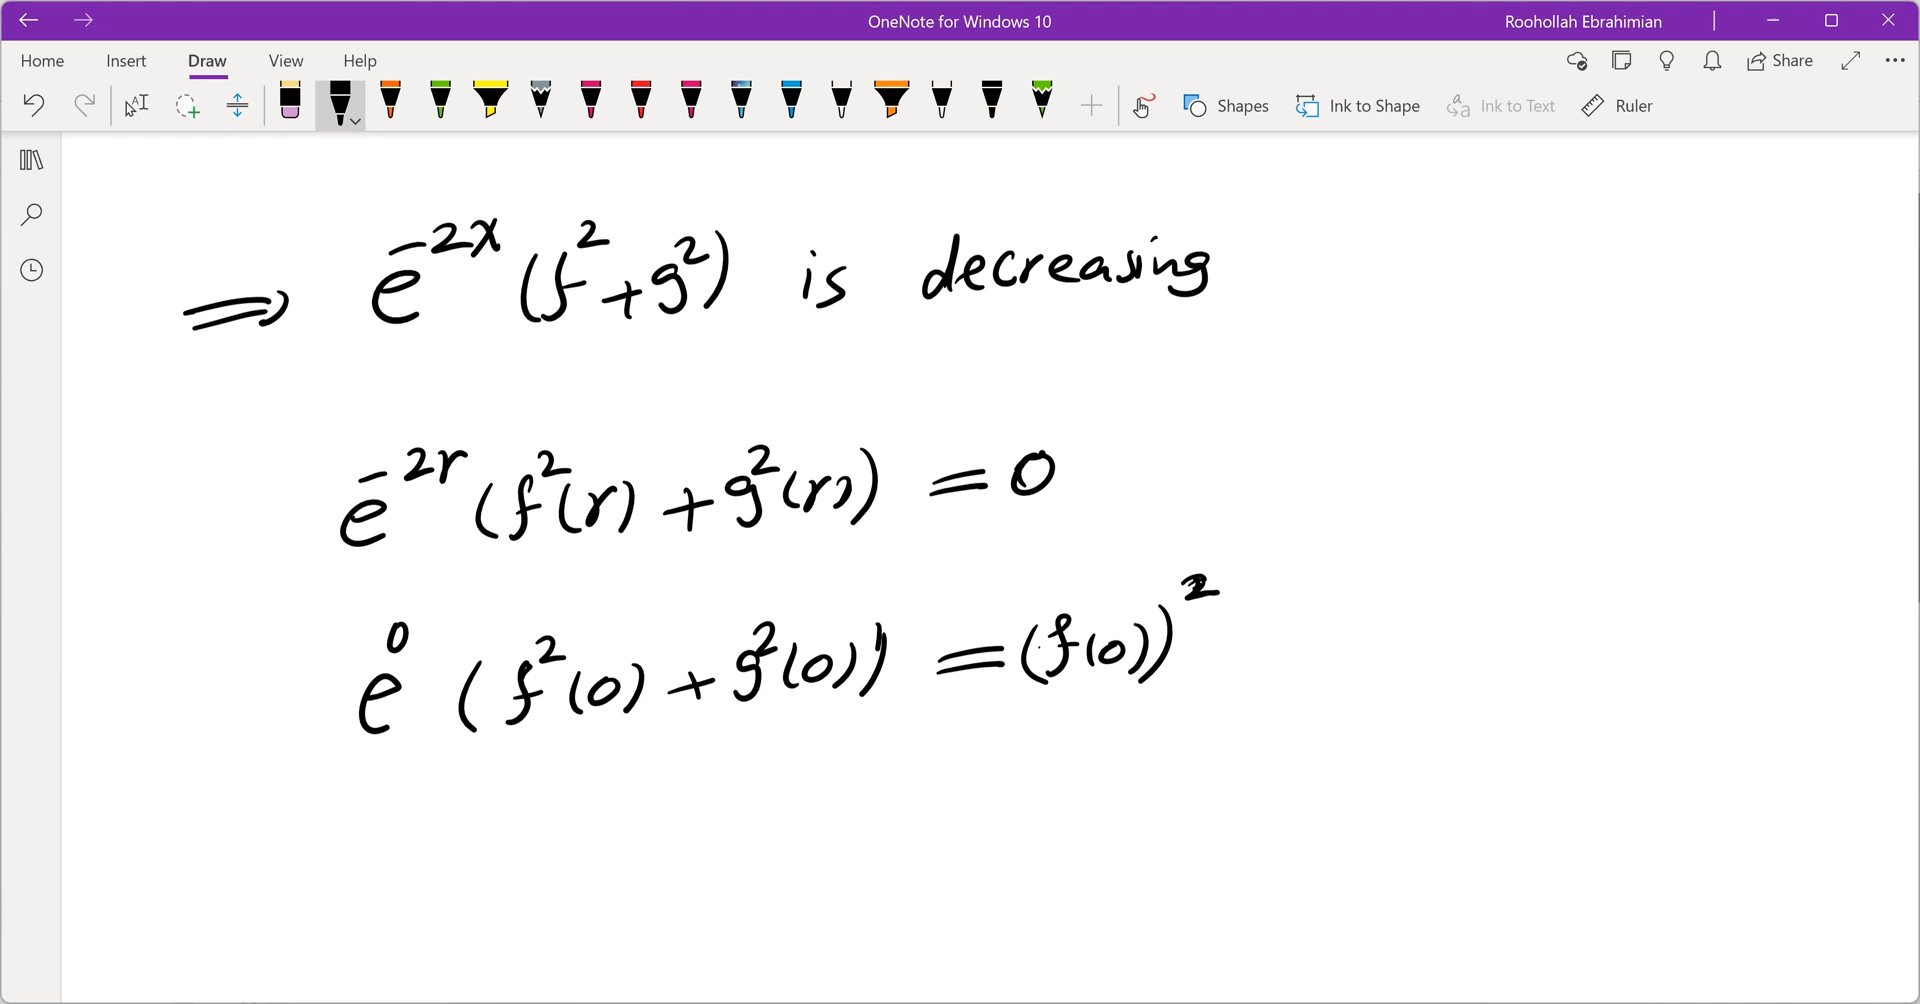 OneNote for Windows 10
Roohollah Ebrahimian
Home Insert Draw View Help
Share
Shapes Ink to Shape Ink to Text Ruler
⟹ e^{-2x} (f^2 + g^2) is decreasing
e^{-2r} (f^2(r) + g^2(r)) = 0
e^0 (f^2(0) + g^2(0)) = (f(0))^2